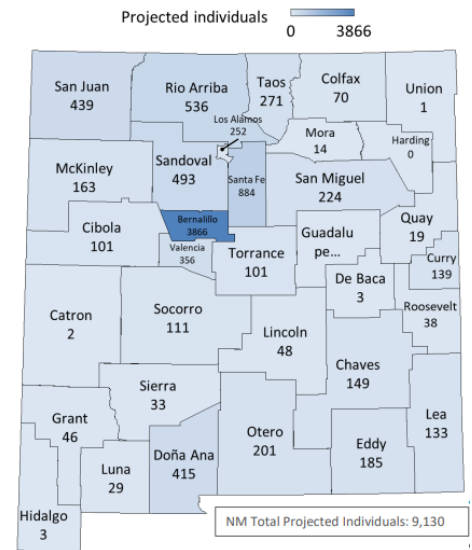 Projected individuals
0 3866
San Juan
439
Rio Arriba
536
Taos
271
Colfax
70
Union
1
Los Alamos
252
Mora
14
Harding
0
McKinley
163
Sandoval
493
Santa Fe
884
San Miguel
224
Cibola
101
Bernalillo
3866
Valencia
356
Torrance
101
Guadalu
pe...
Quay
19
Curry
139
De Baca
3
Roosevelt
38
Catron
2
Socorro
111
Lincoln
48
Chaves
149
Sierra
33
Grant
46
Luna
29
Doña Ana
415
Otero
201
Eddy
185
Lea
133
Hidalgo
3
NM Total Projected Individuals: 9,130